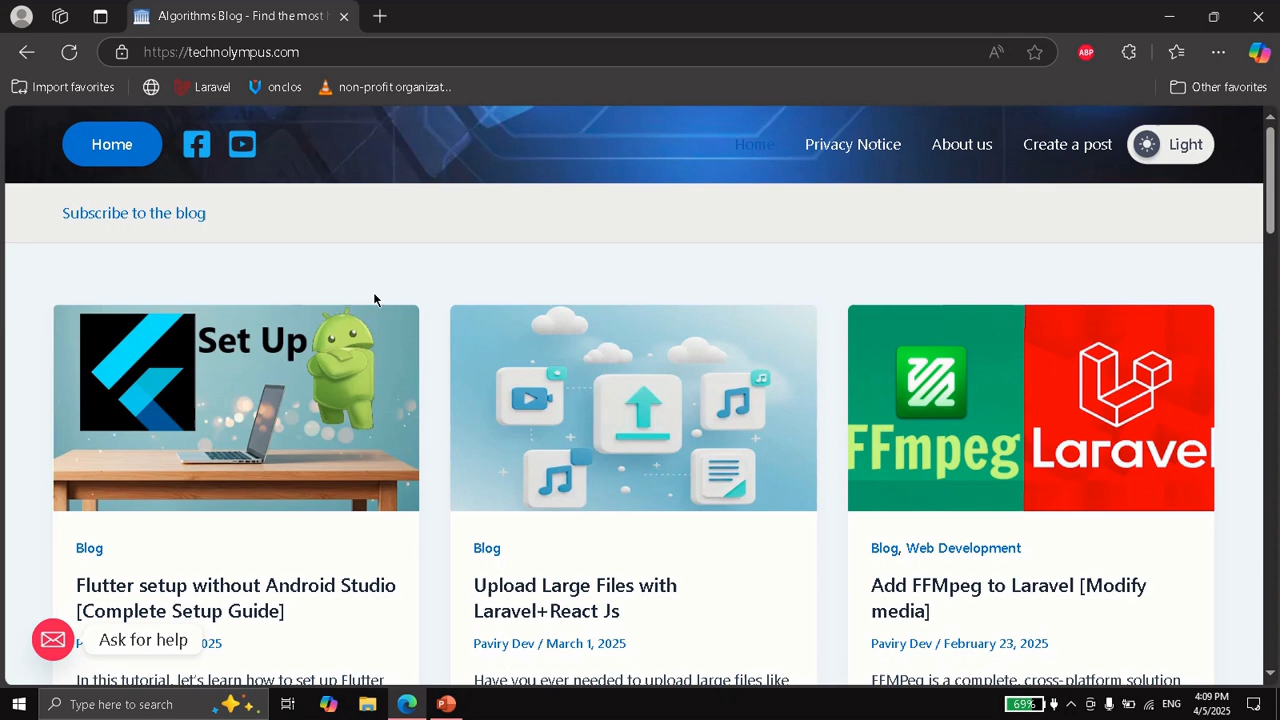 Algorithms Blog - Find the most h
https://technolympus.com
ABP
Import favorites
Laravel
onclos
non-profit organizat...
Other favorites
Home
Home
Privacy Notice
About us
Create a post
Light
Subscribe to the blog
Set Up
FFmpeg
Laravel
Blog
Flutter setup without Android Studio
[Complete Setup Guide]
P
2025
In this tutorial, let's learn how to set up Flutter
Blog
Upload Large Files with
Laravel+React Js
Paviry Dev / March 1, 2025
Have you ever needed to upload large files like
Blog, Web Development
Add FFMpeg to Laravel [Modify
media]
Paviry Dev / February 23, 2025
FFMPeg is a complete, cross-platform solution
Ask for help
Type here to search
69%
ENG
4:09 PM
4/5/2025